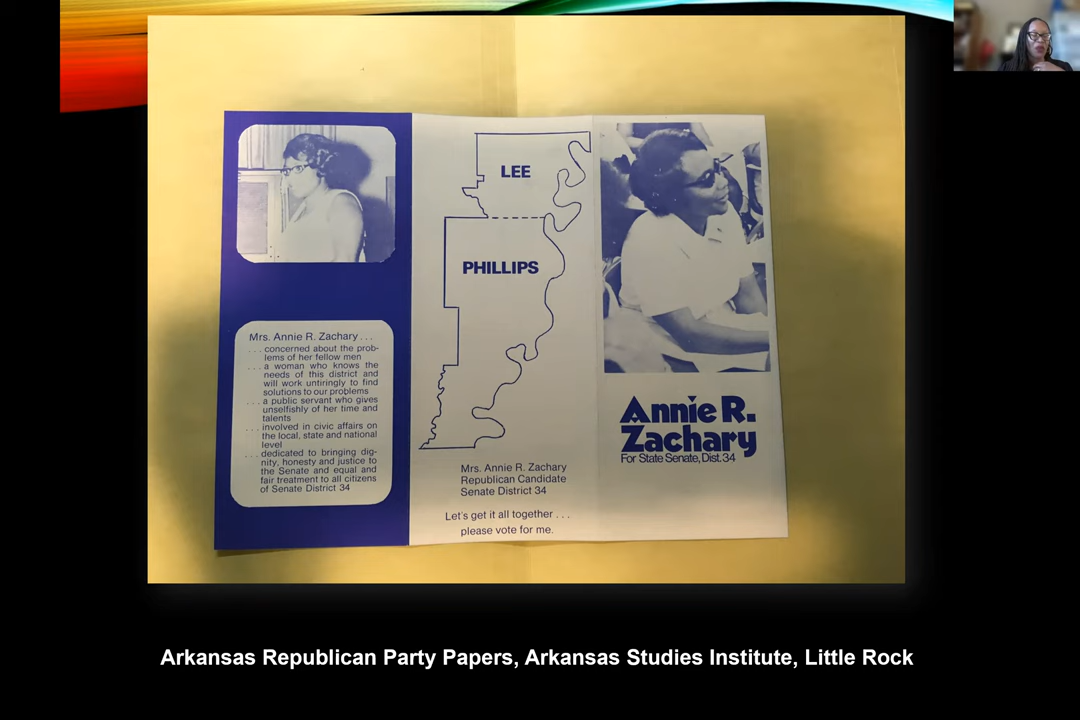 Mrs. Annie R. Zachary . . .
. . . concerned about the prob-
lems of her fellow men
. . . a woman who knows the
needs of this district and
will work untiringly to find
solutions to our problems
. . . a public servant who gives
unselfishly of her time and
talents
. . . involved in civic affairs on
the local, state and national
level
. . . dedicated to bringing dig-
nity, honesty and justice to
the Senate and equal and
fair treatment to all citizens
of Senate District 34
LEE
PHILLIPS
Mrs. Annie R. Zachary
Republican Candidate
Senate District 34
Let's get it all together . . .
please vote for me.
Annie R.
Zachary
For State Senate, Dist. 34
Arkansas Republican Party Papers, Arkansas Studies Institute, Little Rock